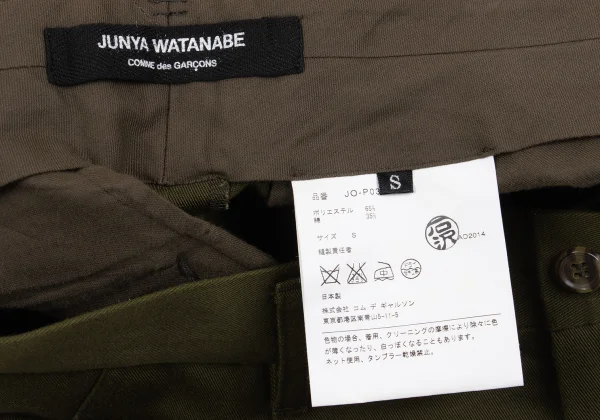 JUNYA WATANABE
COMME des GARÇONS
S
品番 JO-P03
ポリエステル 65%
綿 35%
サイズ S
縫製責任者
AD2014
日本製
株式会社 コム デ ギャルソン
東京都港区南青山5-11-5
色物の場合、着用、クリーニングの摩擦により除々に色
が薄くなったり、白っぽくなることもあります。
ネット使用、タンブラー乾燥禁止。